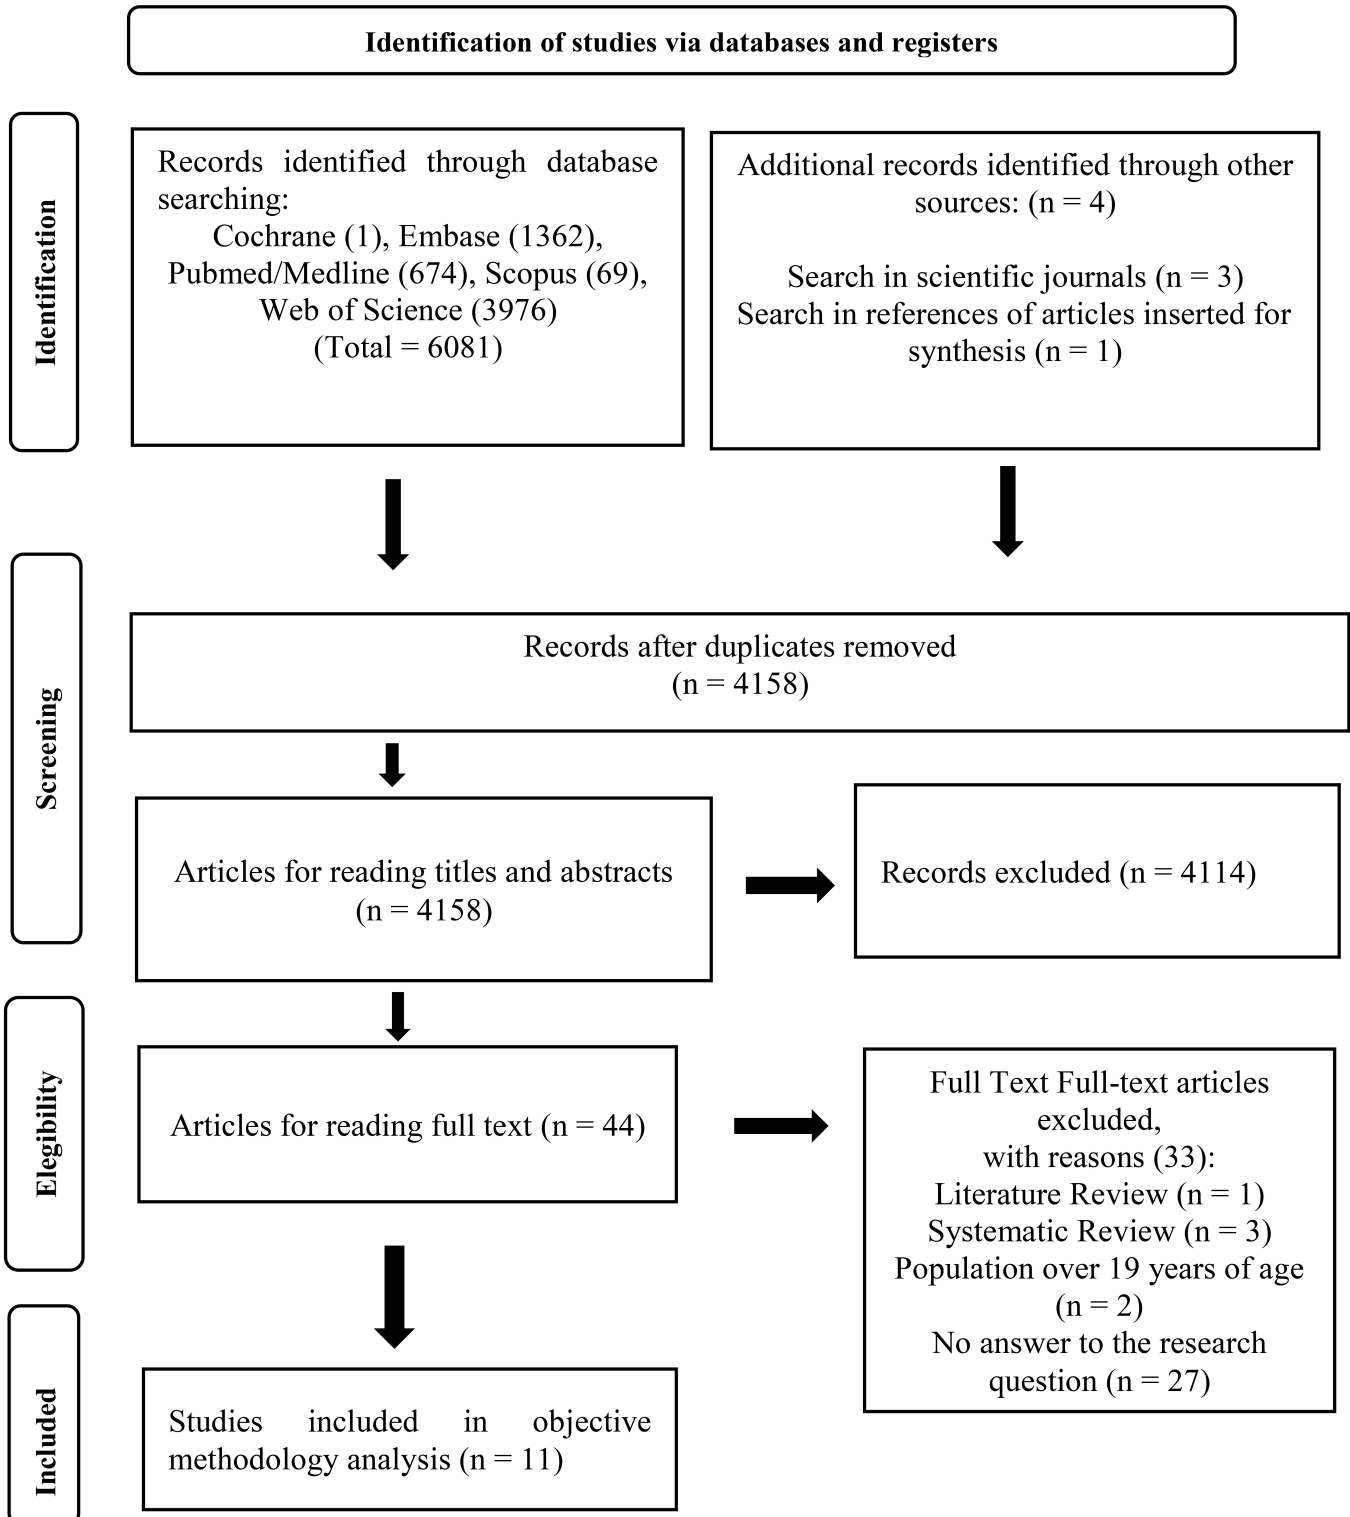 Identification of studies via databases and registers
Identification
Records identified through database
searching:
Cochrane (1), Embase (1362),
Pubmed/Medline (674), Scopus (69),
Web of Science (3976)
(Total = 6081)
Additional records identified through other
sources: (n = 4)
Search in scientific journals (n = 3)
Search in references of articles inserted for
synthesis (n = 1)
Screening
Records after duplicates removed
(n = 4158)
Articles for reading titles and abstracts
(n = 4158)
Records excluded (n = 4114)
Elegibility
Articles for reading full text (n = 44)
Full Text Full-text articles
excluded,
with reasons (33):
Literature Review (n = 1)
Systematic Review (n = 3)
Population over 19 years of age
(n = 2)
No answer to the research
question (n = 27)
Included
Studies included in objective
methodology analysis (n = 11)